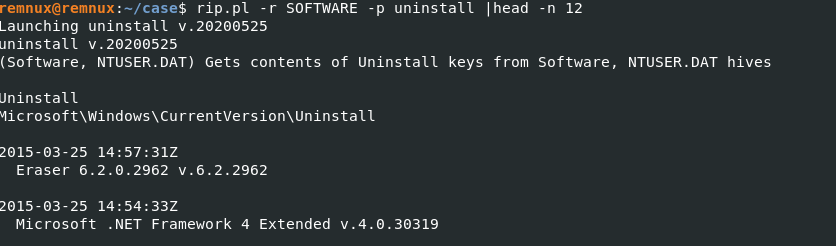 remnux@remnux:~/case$ rip.pl -r SOFTWARE -p uninstall |head -n 12
Launching uninstall v.20200525
uninstall v.20200525
(Software, NTUSER.DAT) Gets contents of Uninstall keys from Software, NTUSER.DAT hives
Uninstall
Microsoft\Windows\CurrentVersion\Uninstall
2015-03-25 14:57:31Z
Eraser 6.2.0.2962 v.6.2.2962
2015-03-25 14:54:33Z
Microsoft .NET Framework 4 Extended v.4.0.30319